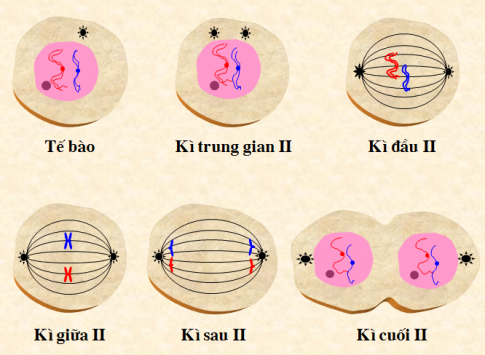 Tế bào
Kì trung gian II
Kì đầu II
Kì giữa II
Kì sau II
Kì cuối II